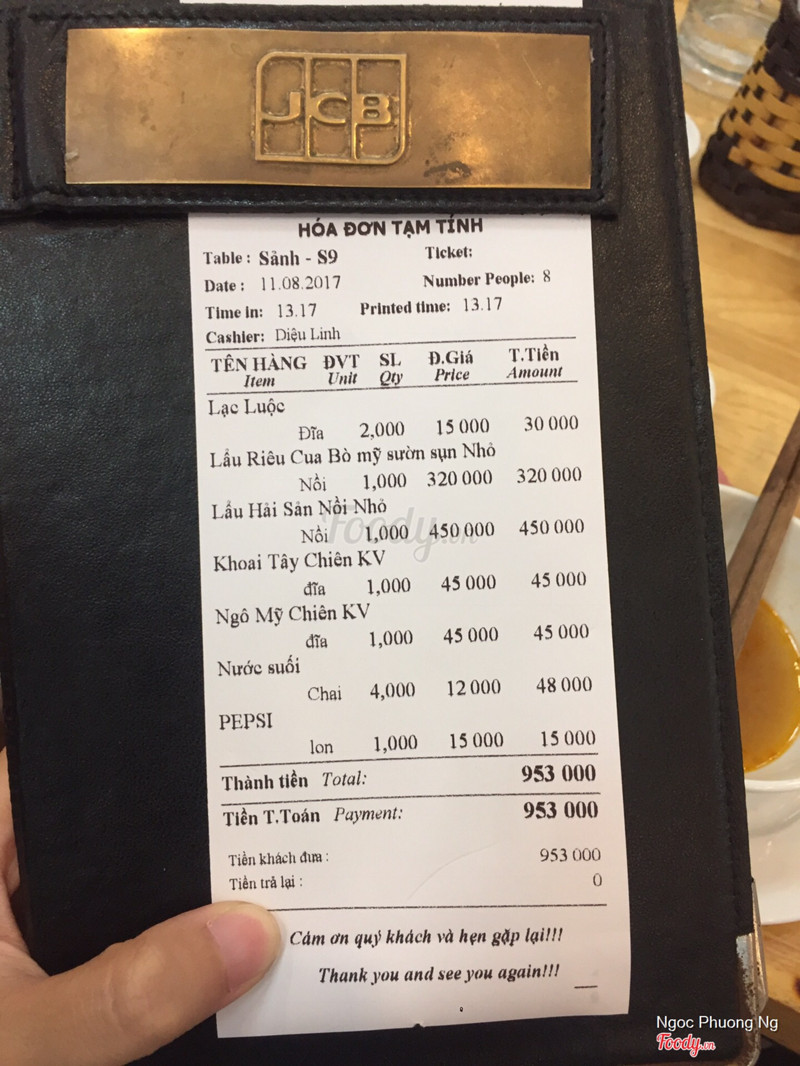 JCB
HÓA ĐƠN TẠM TÍNH
Table : Sảnh - S9 Ticket:
Date : 11.08.2017 Number People: 8
Time in: 13.17 Printed time: 13.17
Cashier: Diệu Linh
TÊN HÀNG ĐVT SL Đ.Giá T.Tiền
Item Unit Qty Price Amount
Lạc Luộc
Đĩa 2,000 15 000 30 000
Lẩu Riêu Cua Bò mỹ sườn sụn Nhỏ
Nồi 1,000 320 000 320 000
Lẩu Hải Sản Nồi Nhỏ
Nồi 1,000 450 000 450 000
Foody.vn
Khoai Tây Chiên KV
đĩa 1,000 45 000 45 000
Ngô Mỹ Chiên KV
đĩa 1,000 45 000 45 000
Nước suối
Chai 4,000 12 000 48 000
PEPSI
lon 1,000 15 000 15 000
Thành tiền Total: 953 000
Tiền T.Toán Payment: 953 000
Tiền khách đưa : 953 000
Tiền trả lại : 0
Cám ơn quý khách và hẹn gặp lại!!!
Thank you and see you again!!!
Ngoc Phuong Ng
Foody.vn